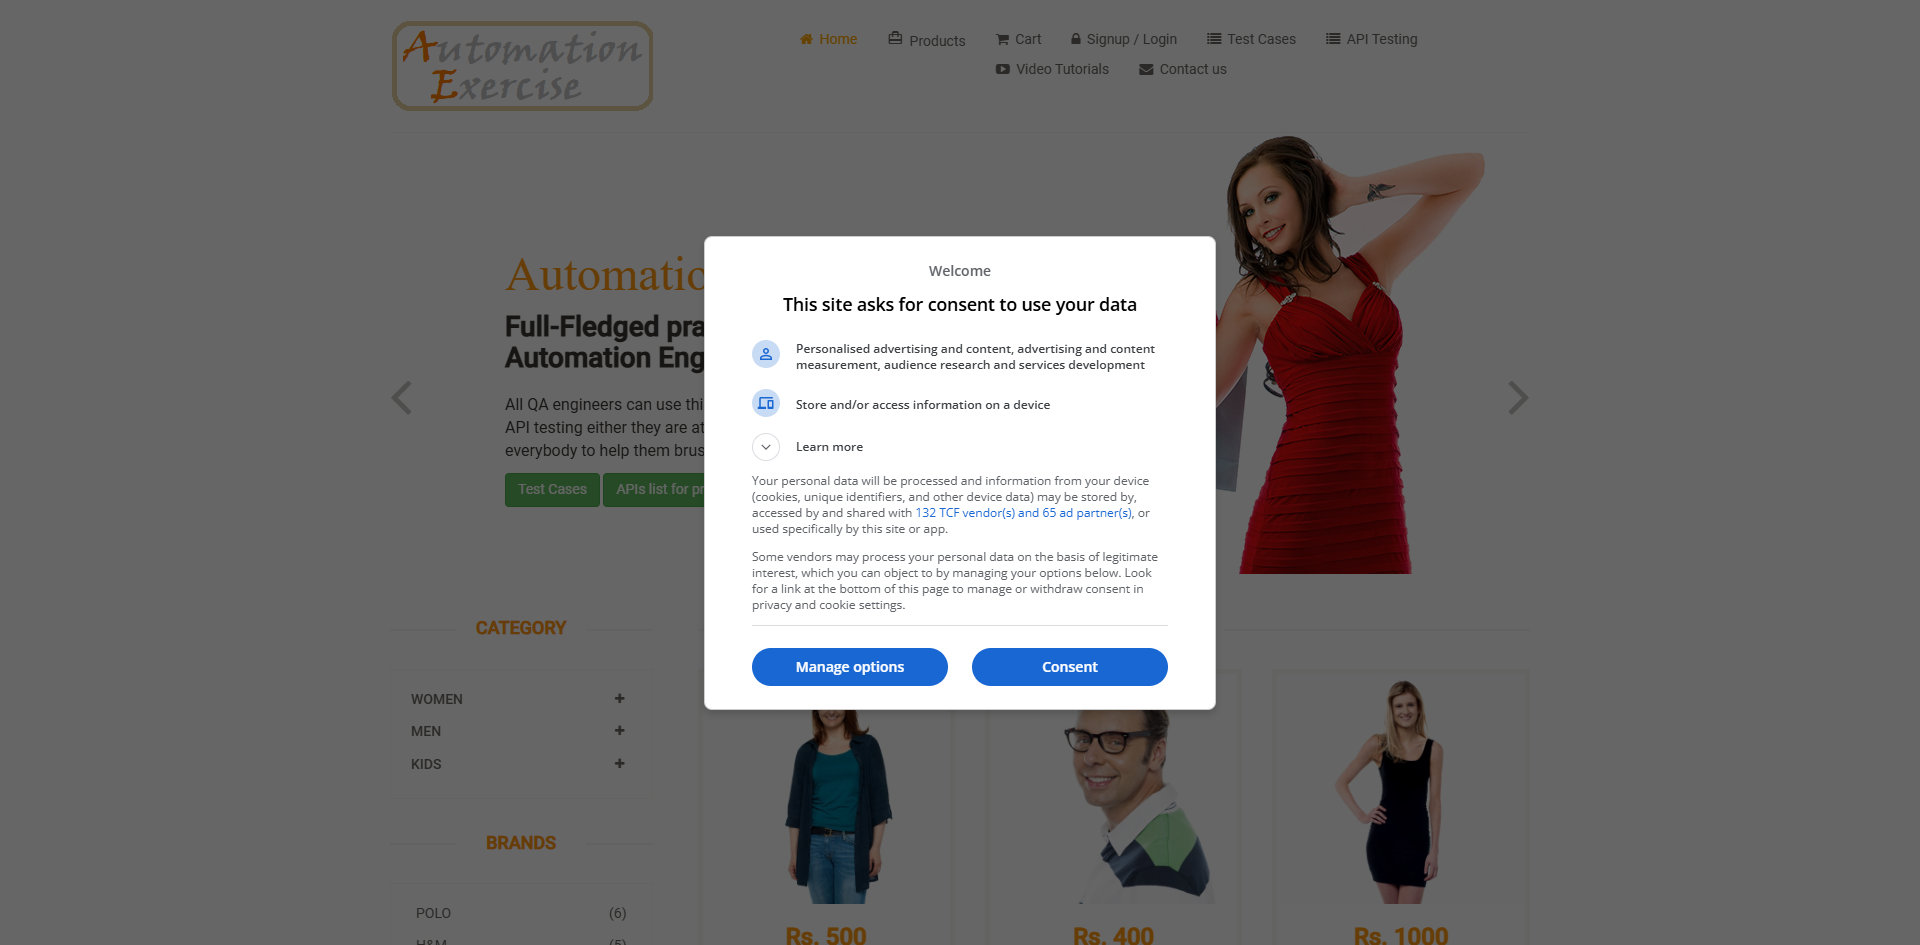 Automation
Exercise
Home
Products
Cart
Signup / Login
Test Cases
API Testing
Video Tutorials
Contact us
Automatio
Full-Fledged pra
Automation Eng
All QA engineers can use thi
API testing either they are at
everybody to help them brus
Test Cases
APIs list for pr
Welcome
This site asks for consent to use your data
Personalised advertising and content, advertising and content
measurement, audience research and services development
Store and/or access information on a device
Learn more
Your personal data will be processed and information from your device
(cookies, unique identifiers, and other device data) may be stored by,
accessed by and shared with 132 TCF vendor(s) and 65 ad partner(s), or
used specifically by this site or app.
Some vendors may process your personal data on the basis of legitimate
interest, which you can object to by managing your options below. Look
for a link at the bottom of this page to manage or withdraw consent in
privacy and cookie settings.
Manage options
Consent
CATEGORY
WOMEN
MEN
KIDS
BRANDS
POLO (6)
H&M (5)
Rs. 500
Rs. 400
Rs. 1000